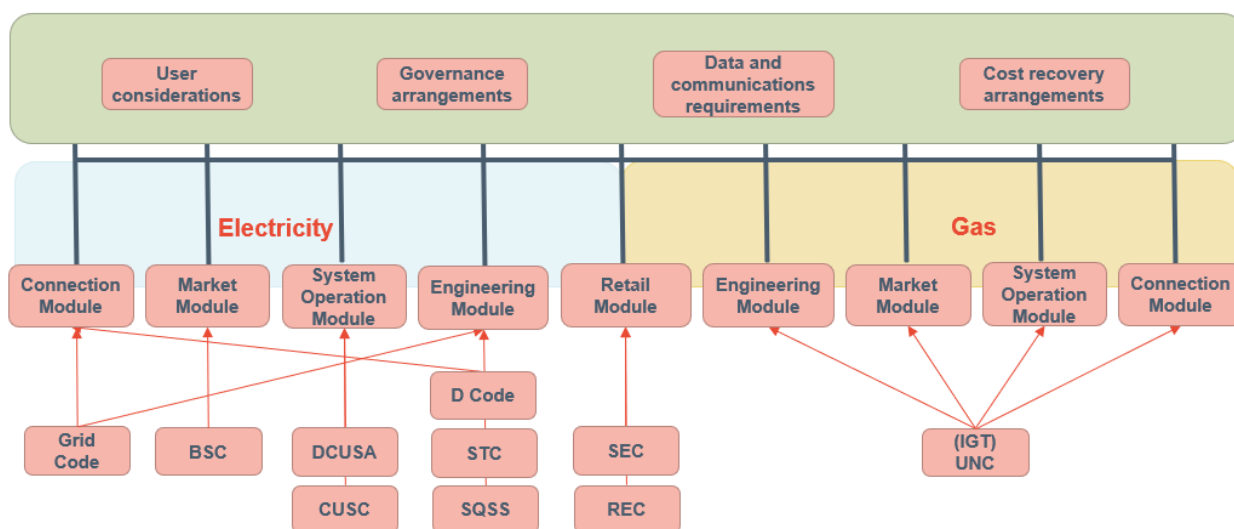 User
considerations
Governance
arrangements
Data and
communications
requirements
Cost recovery
arrangements
Electricity
Gas
Connection
Module
Market
Module
System
Operation
Module
Engineering
Module
Retail
Module
Engineering
Module
Market
Module
System
Operation
Module
Connection
Module
D Code
Grid
Code
BSC
DCUSA
STC
SEC
(IGT)
UNC
CUSC
SQSS
REC